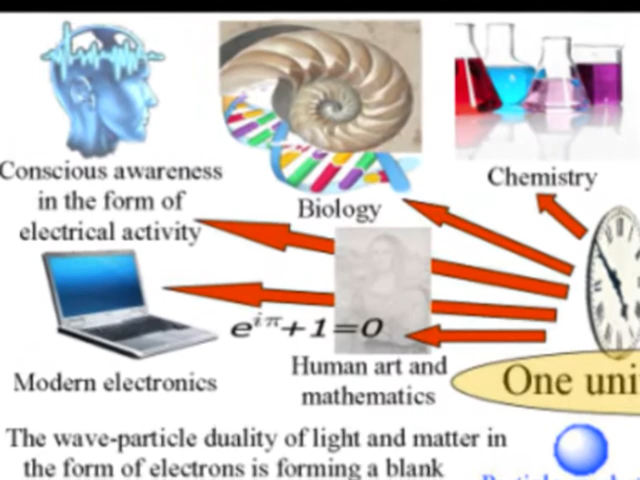 Conscious awareness
in the form of
electrical activity
Biology
Chemistry
Modern electronics
e^{iπ}+1=0
Human art and
mathematics
One uni
The wave-particle duality of light and matter in
the form of electrons is forming a blank